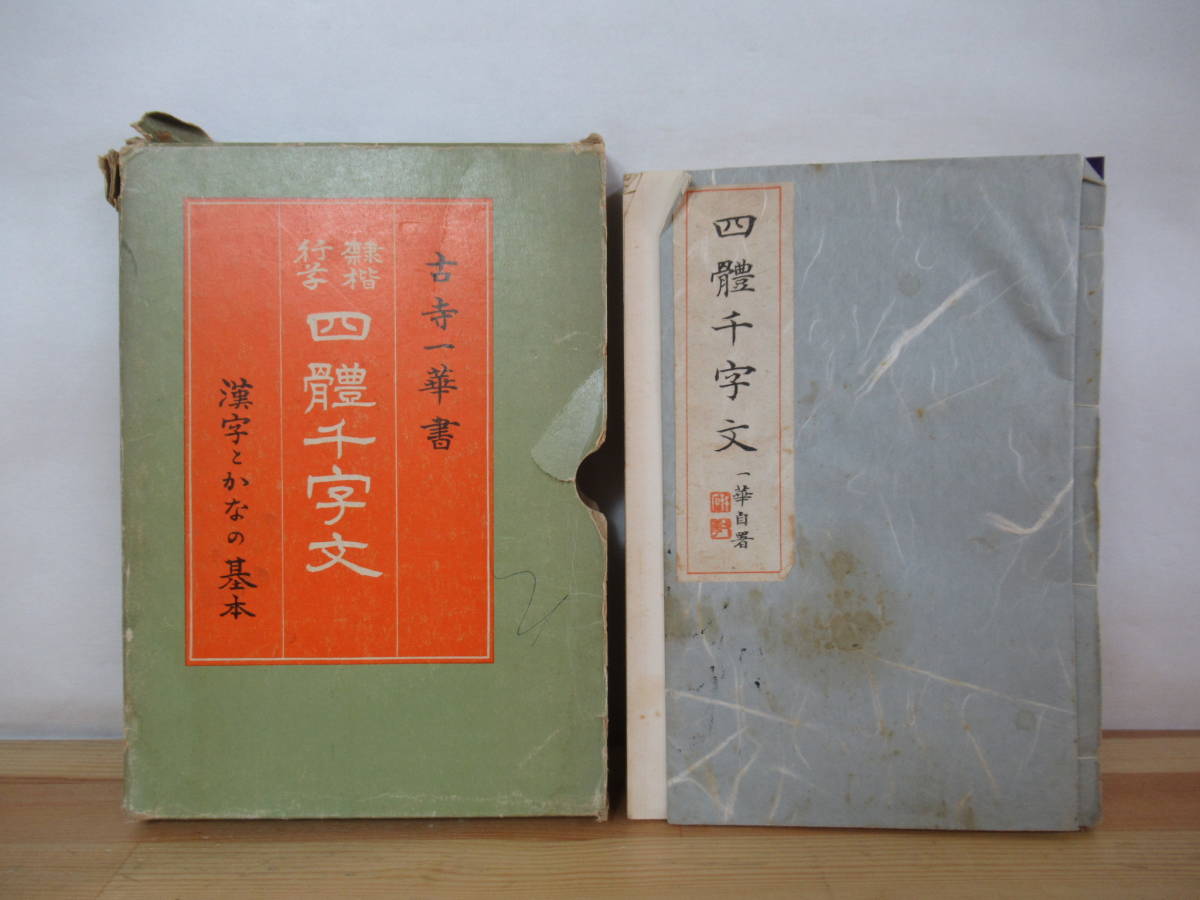 古寺一華書
隷楷
行草
四體千字文
漢字とかなの基本
四體千字文
一華自署